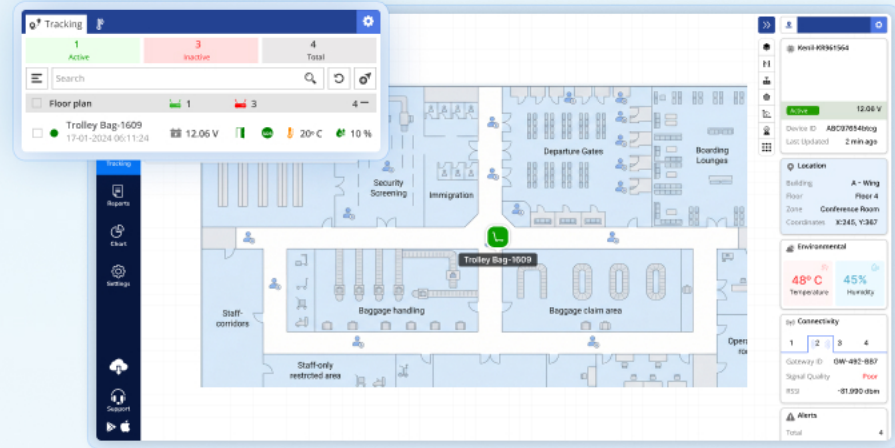 Tracking
1
Active
3
Inactive
4
Total
Search
Floor plan
1
3
4
Trolley Bag-1609
17-01-2024 06:11:24
12.06 V
20° C
10 %
Tracking
Reports
Chart
Settings
Support
Security
Screening
Immigration
Departure Gates
Boarding
Lounges
Trolley Bag-1609
Staff-
corridors
Baggage handling
Baggage claim area
Staff-only
restrcted area
Opera
Kensil-KR961564
Active 12.06 V
Device ID ABC07654btcg
Last Updated 2 min ago
Location
Building A - Wing
Floor Floor 4
Zone Conference Room
Coordinates X:245, Y:367
Environmental
48° C
Temperature
45%
Humidity
Connectivity
1 2 3 4
Gateway ID GW-492-BB7
Signal Quality Poor
RSSI -81.990 dbm
Alerts
Total 4